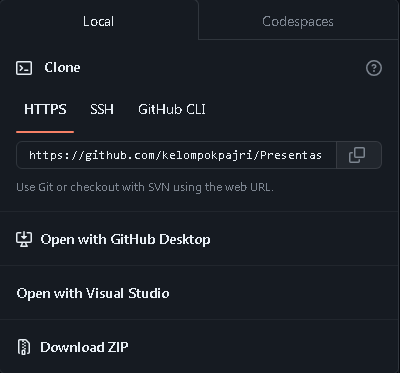 Local Codespaces
Clone
HTTPS SSH GitHub CLI
https://github.com/kelompokpajri/Presentas
Use Git or checkout with SVN using the web URL.
Open with GitHub Desktop
Open with Visual Studio
Download ZIP